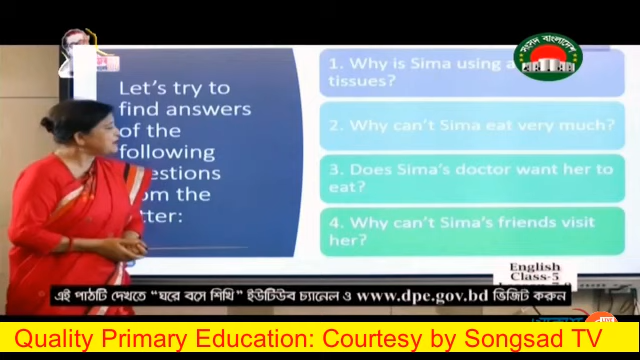 Let's try to
find answers
of the
following
from the
1. Why is Sima using
tissues?
2. Why can't Sima eat very much?
3. Does Sima's doctor want her to
eat?
4. Why can't Sima's friends visit
her?
সংসদ বাংলাদেশ
English
Class-5
এই পাঠটি দেখতে "ঘরে বসে শিখি" ইউটিউব চ্যানেল ও www.dpe.gov.bd ভিজিট করুন
LIVE
Quality Primary Education: Courtesy by Songsad TV